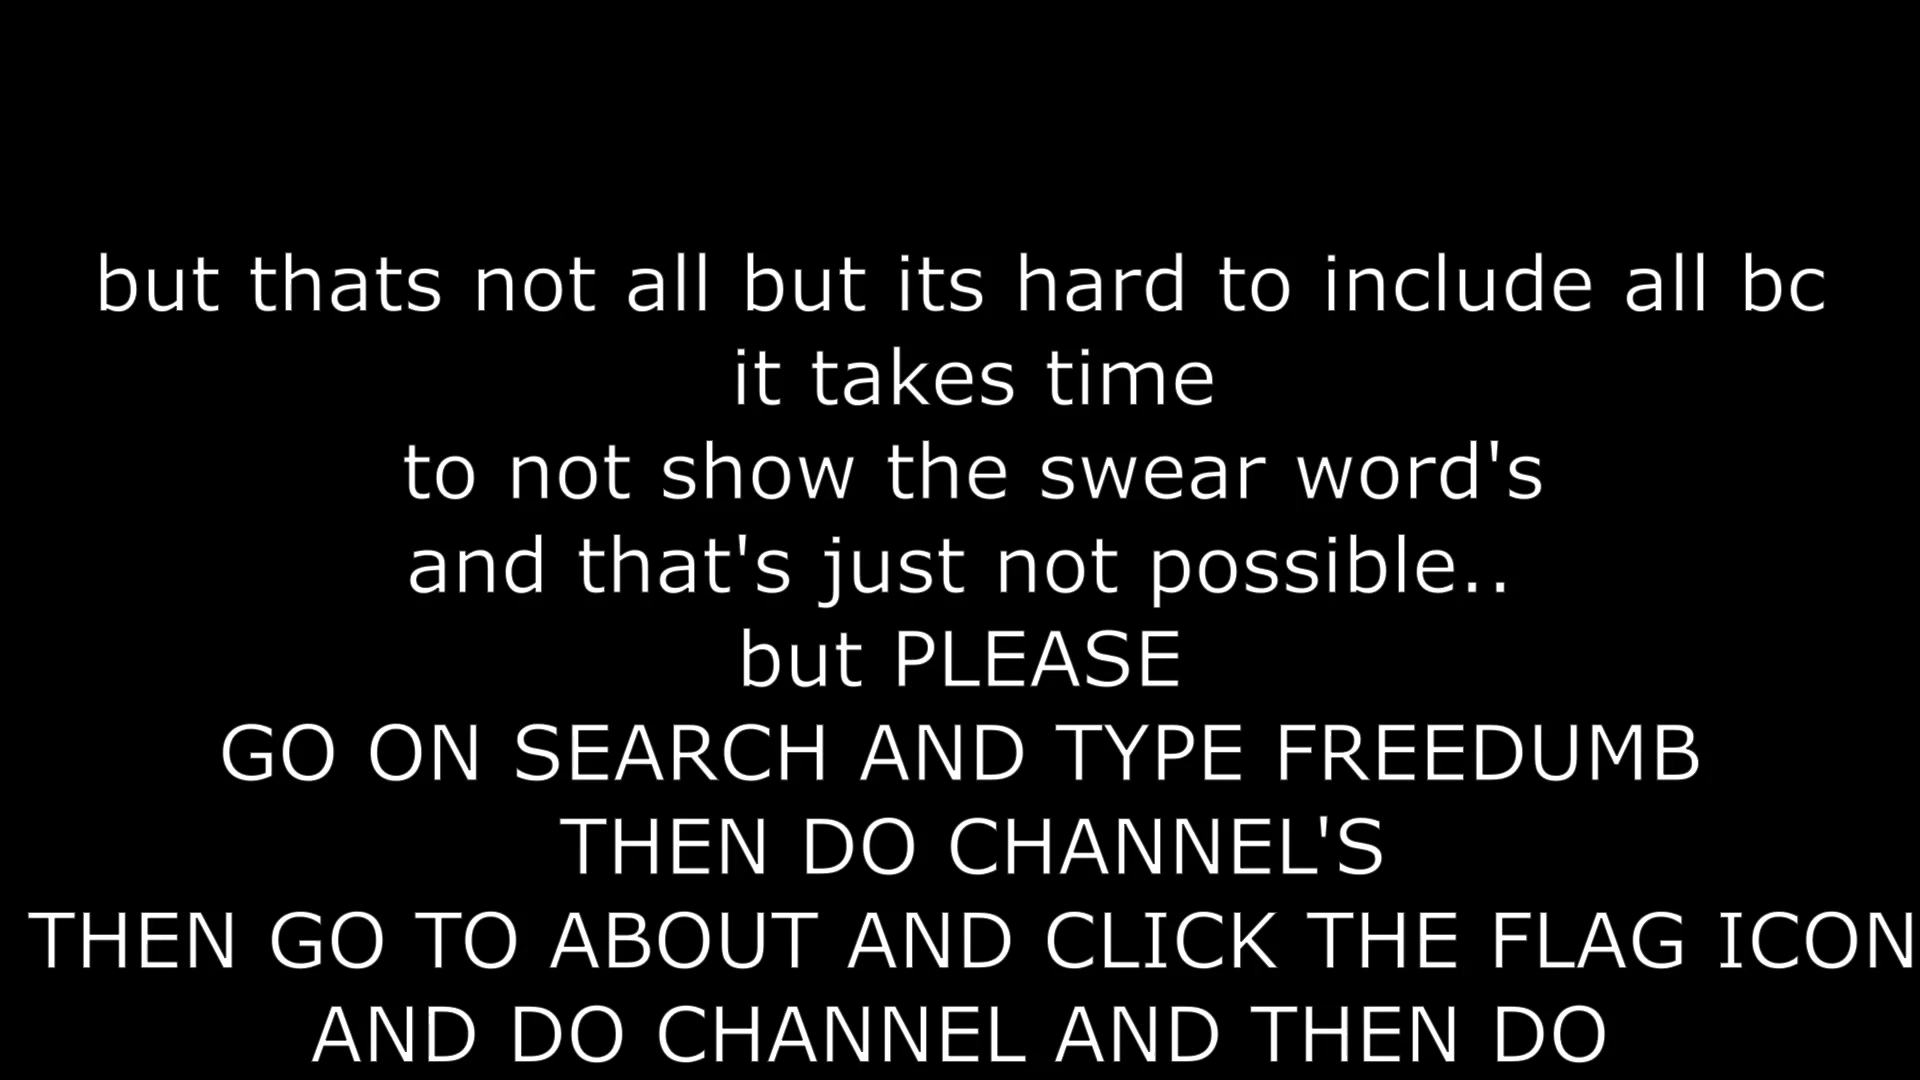 but thats not all but its hard to include all bc
it takes time
to not show the swear word's
and that's just not possible..
but PLEASE
GO ON SEARCH AND TYPE FREEDUMB
THEN DO CHANNEL'S
THEN GO TO ABOUT AND CLICK THE FLAG ICON
AND DO CHANNEL AND THEN DO